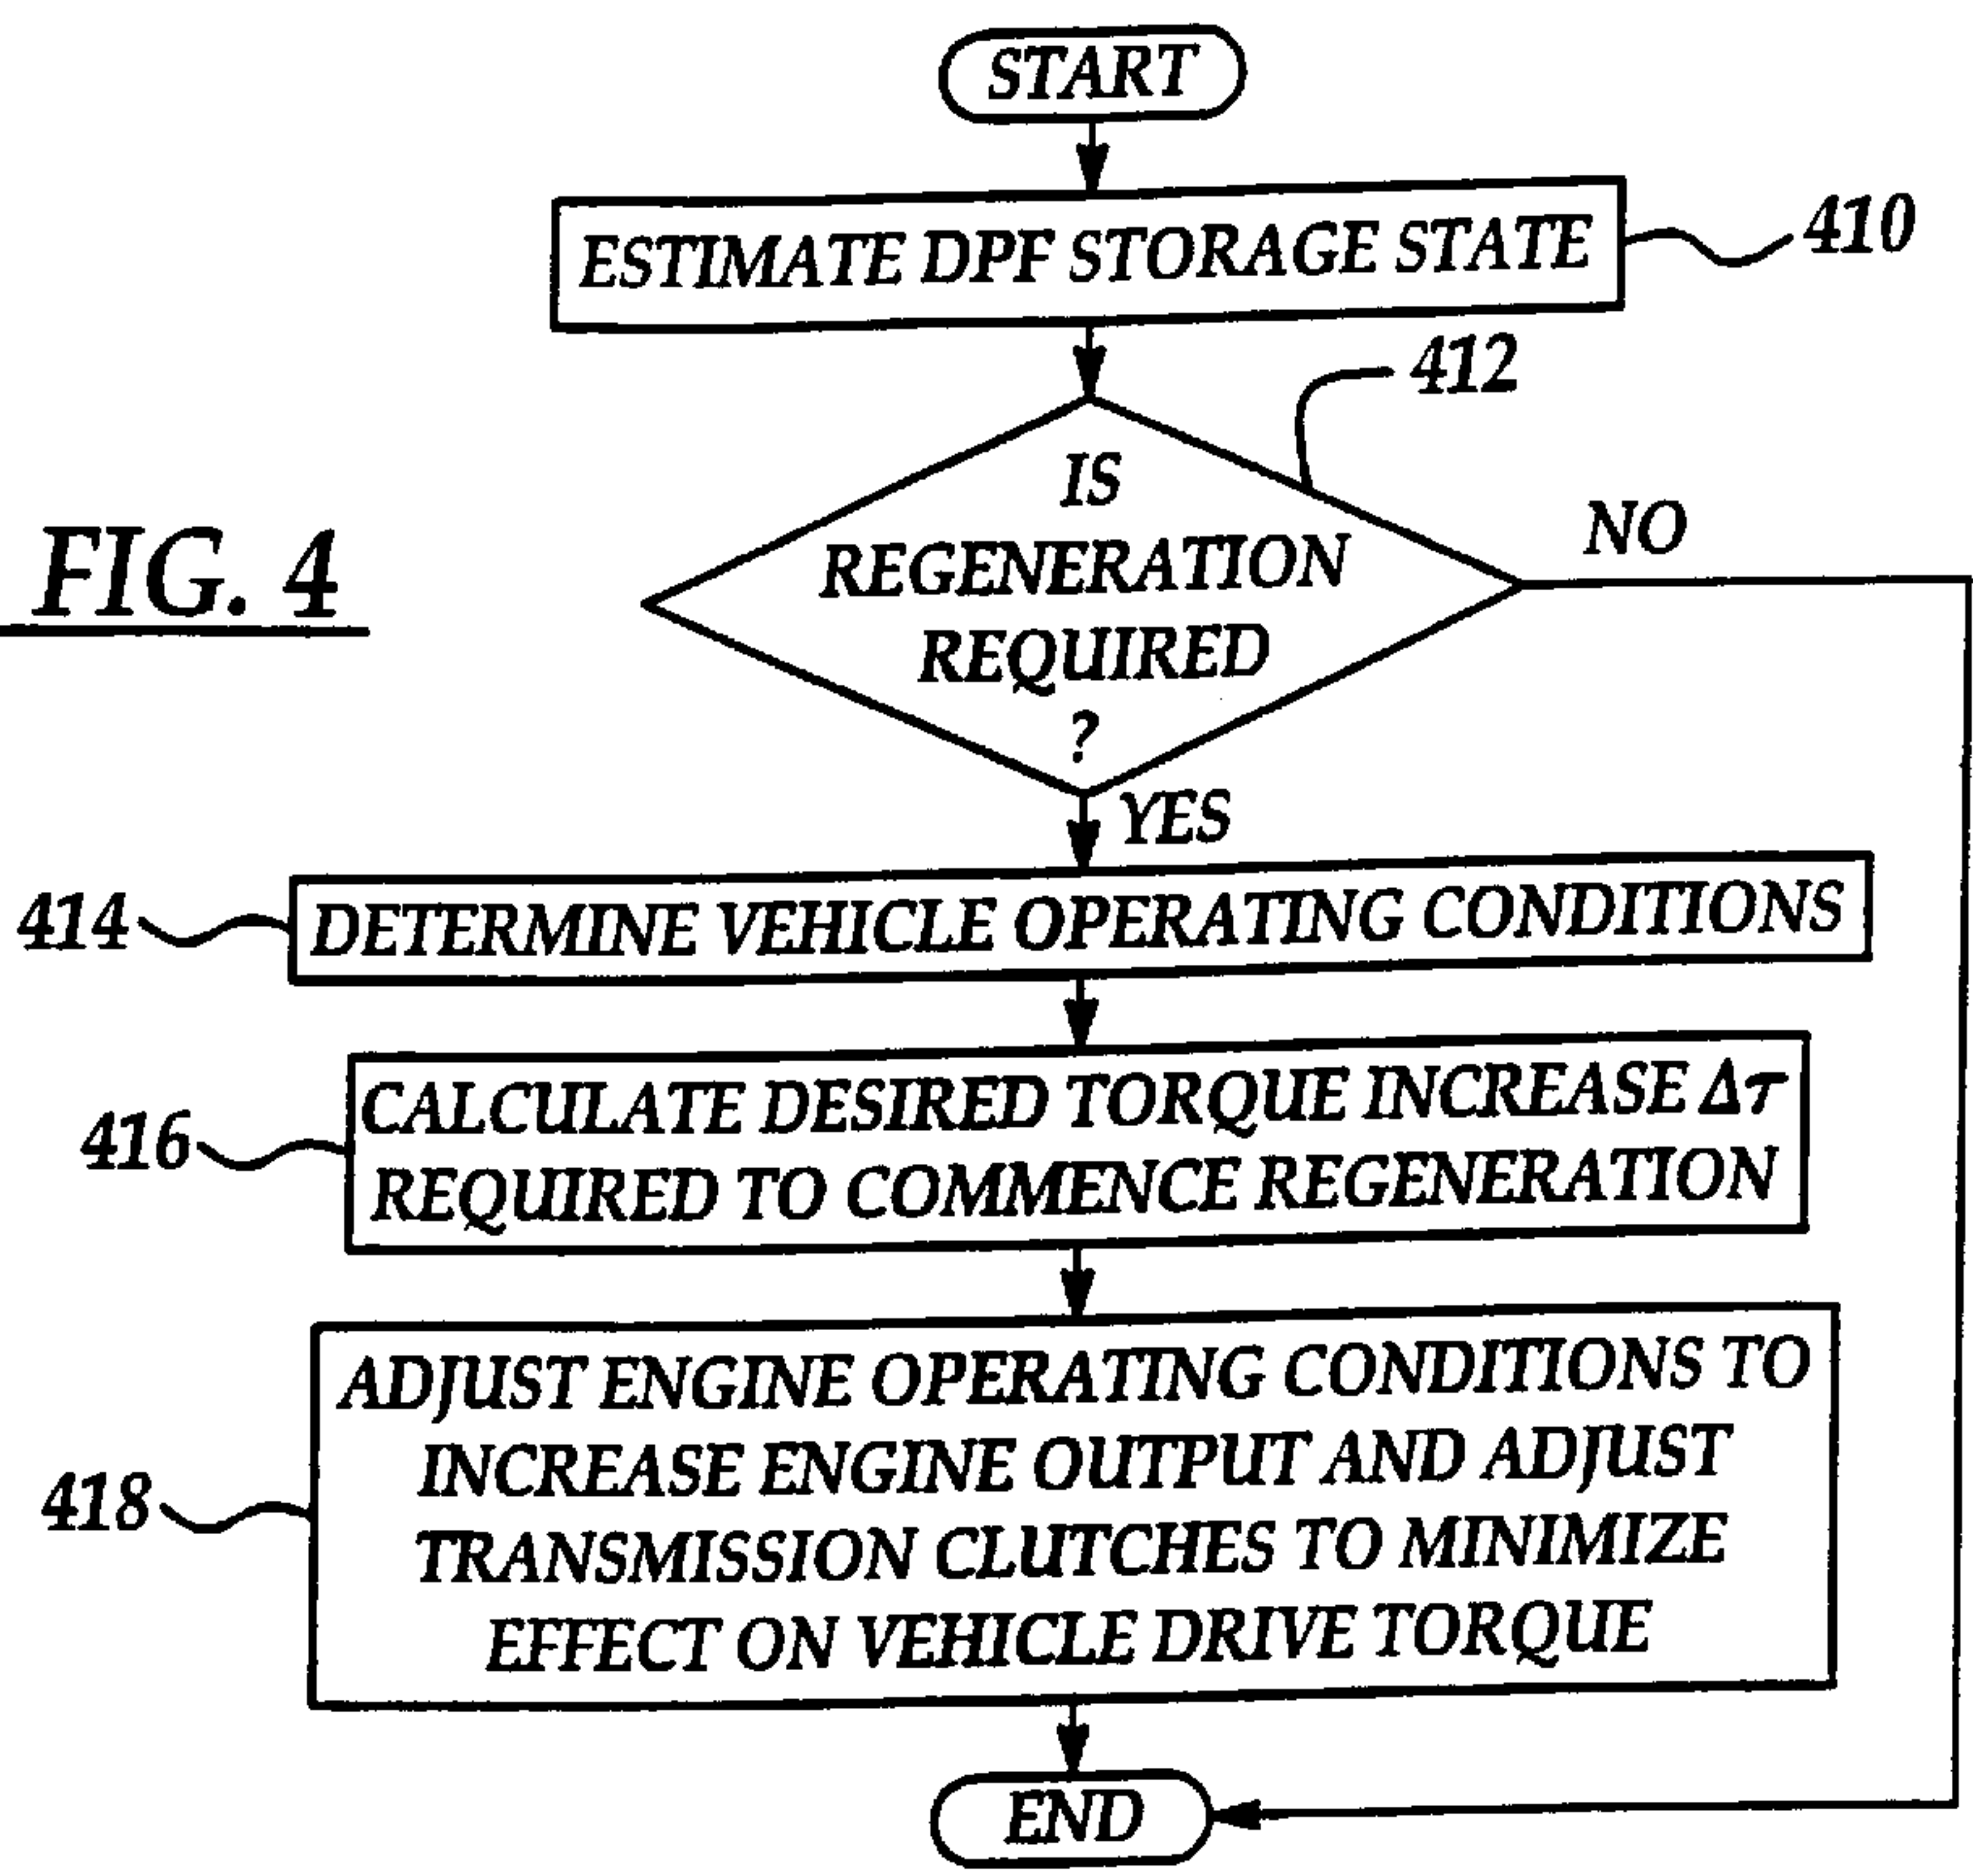 START
ESTIMATE DPF STORAGE STATE
410
412
IS
REGENERATION
REQUIRED
?
NO
FIG. 4
YES
414
DETERMINE VEHICLE OPERATING CONDITIONS
416
CALCULATE DESIRED TORQUE INCREASE Δτ
REQUIRED TO COMMENCE REGENERATION
418
ADJUST ENGINE OPERATING CONDITIONS TO
INCREASE ENGINE OUTPUT AND ADJUST
TRANSMISSION CLUTCHES TO MINIMIZE
EFFECT ON VEHICLE DRIVE TORQUE
END